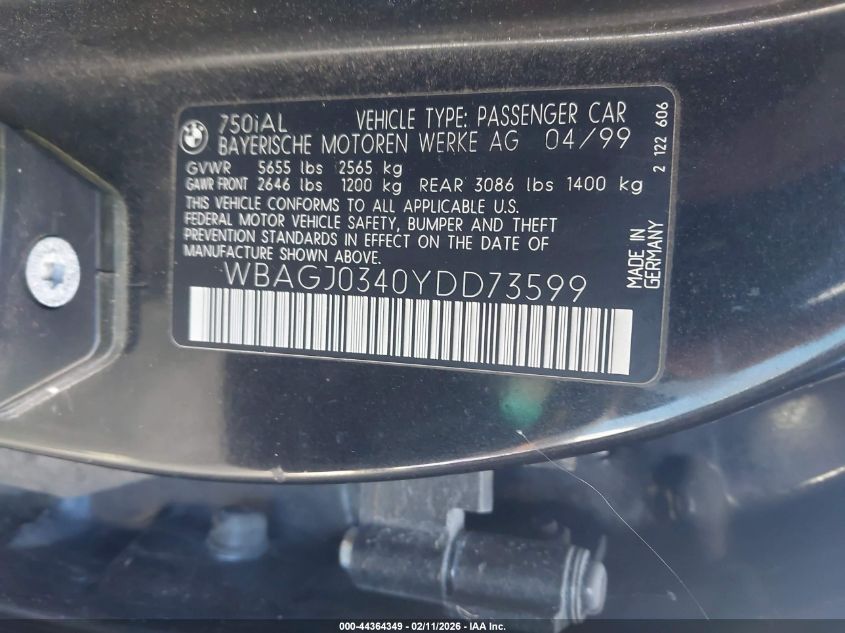 750iAL VEHICLE TYPE: PASSENGER CAR
BAYERISCHE MOTOREN WERKE AG 04/99
GVWR 5655 lbs 2565 kg
GAWR FRONT 2646 lbs 1200 kg REAR 3086 lbs 1400 kg
THIS VEHICLE CONFORMS TO ALL APPLICABLE U.S.
FEDERAL MOTOR VEHICLE SAFETY, BUMPER AND THEFT
PREVENTION STANDARDS IN EFFECT ON THE DATE OF
MANUFACTURE SHOWN ABOVE.
WBAGJ0340YDD73599
MADE IN
GERMANY
2 122 606
000-44364349 - 02/11/2026 - IAA Inc.